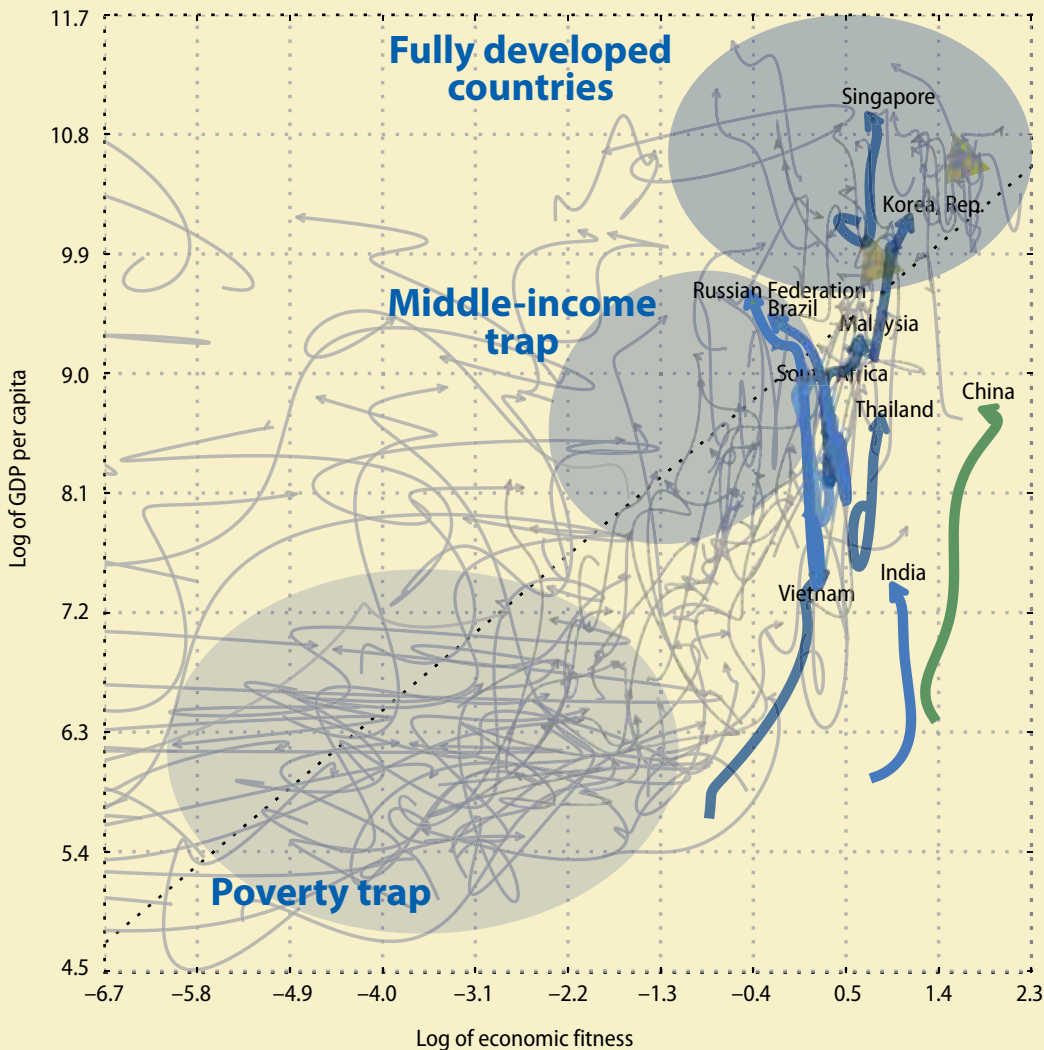 11.7
Fully developed
countries
Singapore
10.8
Korea, Rep.
9.9
Middle-income
trap
Russian Federation
Brazil
Malaysia
9.0
South Africa
China
Thailand
Log of GDP per capita
8.1
India
Vietnam
7.2
6.3
5.4
Poverty trap
4.5
−6.7 −5.8 −4.9 −4.0 −3.1 −2.2 −1.3 −0.4 0.5 1.4 2.3
Log of economic fitness